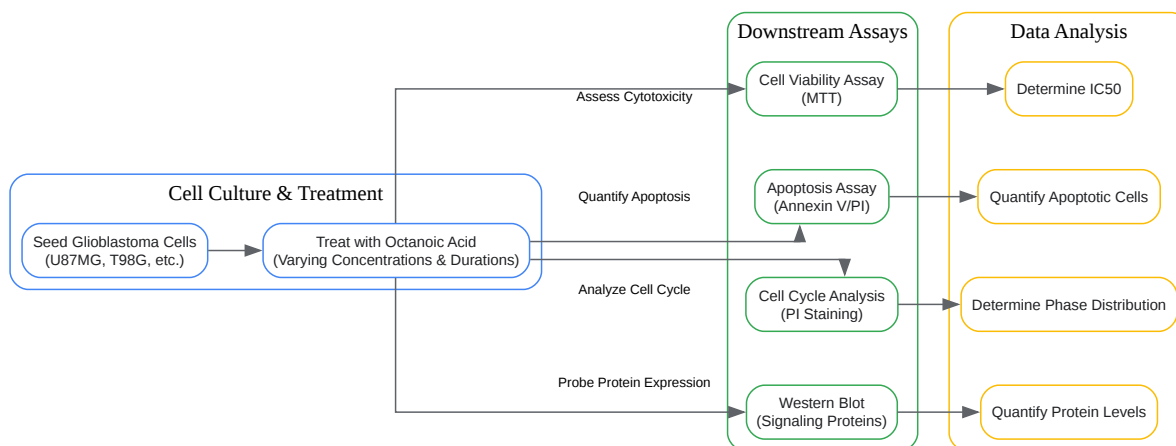 Cell Culture & Treatment
Seed Glioblastoma Cells
(U87MG, T98G, etc.)
Treat with Octanoic Acid
(Varying Concentrations & Durations)
Assess Cytotoxicity
Quantify Apoptosis
Analyze Cell Cycle
Probe Protein Expression
Downstream Assays
Cell Viability Assay
(MTT)
Apoptosis Assay
(Annexin V/PI)
Cell Cycle Analysis
(PI Staining)
Western Blot
(Signaling Proteins)
Data Analysis
Determine IC50
Quantify Apoptotic Cells
Determine Phase Distribution
Quantify Protein Levels